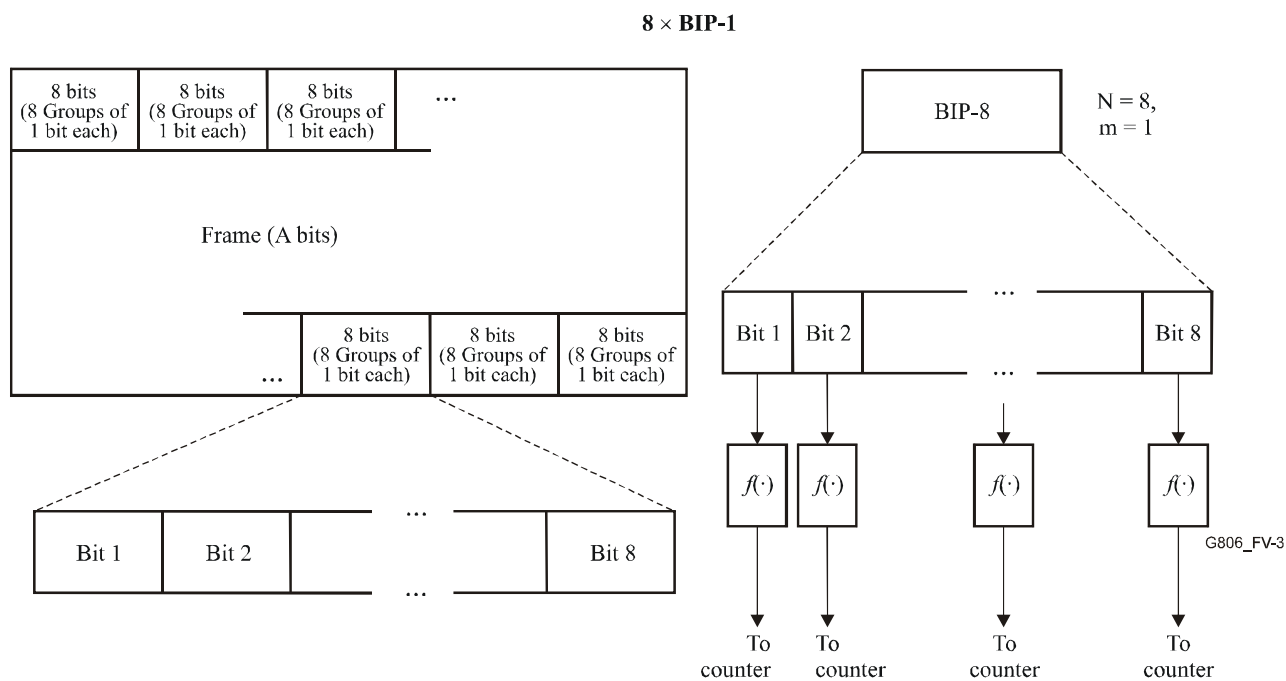 8 × BIP-1
8 bits
(8 Groups of
1 bit each)
8 bits
(8 Groups of
1 bit each)
8 bits
(8 Groups of
1 bit each)
...
Frame (A bits)
...
8 bits
(8 Groups of
1 bit each)
8 bits
(8 Groups of
1 bit each)
8 bits
(8 Groups of
1 bit each)
Bit 1
Bit 2
...
...
Bit 8
BIP-8
N = 8,
m = 1
Bit 1
Bit 2
...
...
Bit 8
f(·)
f(·)
f(·)
f(·)
G806_FV-3
To
counter
To
counter
To
counter
To
counter